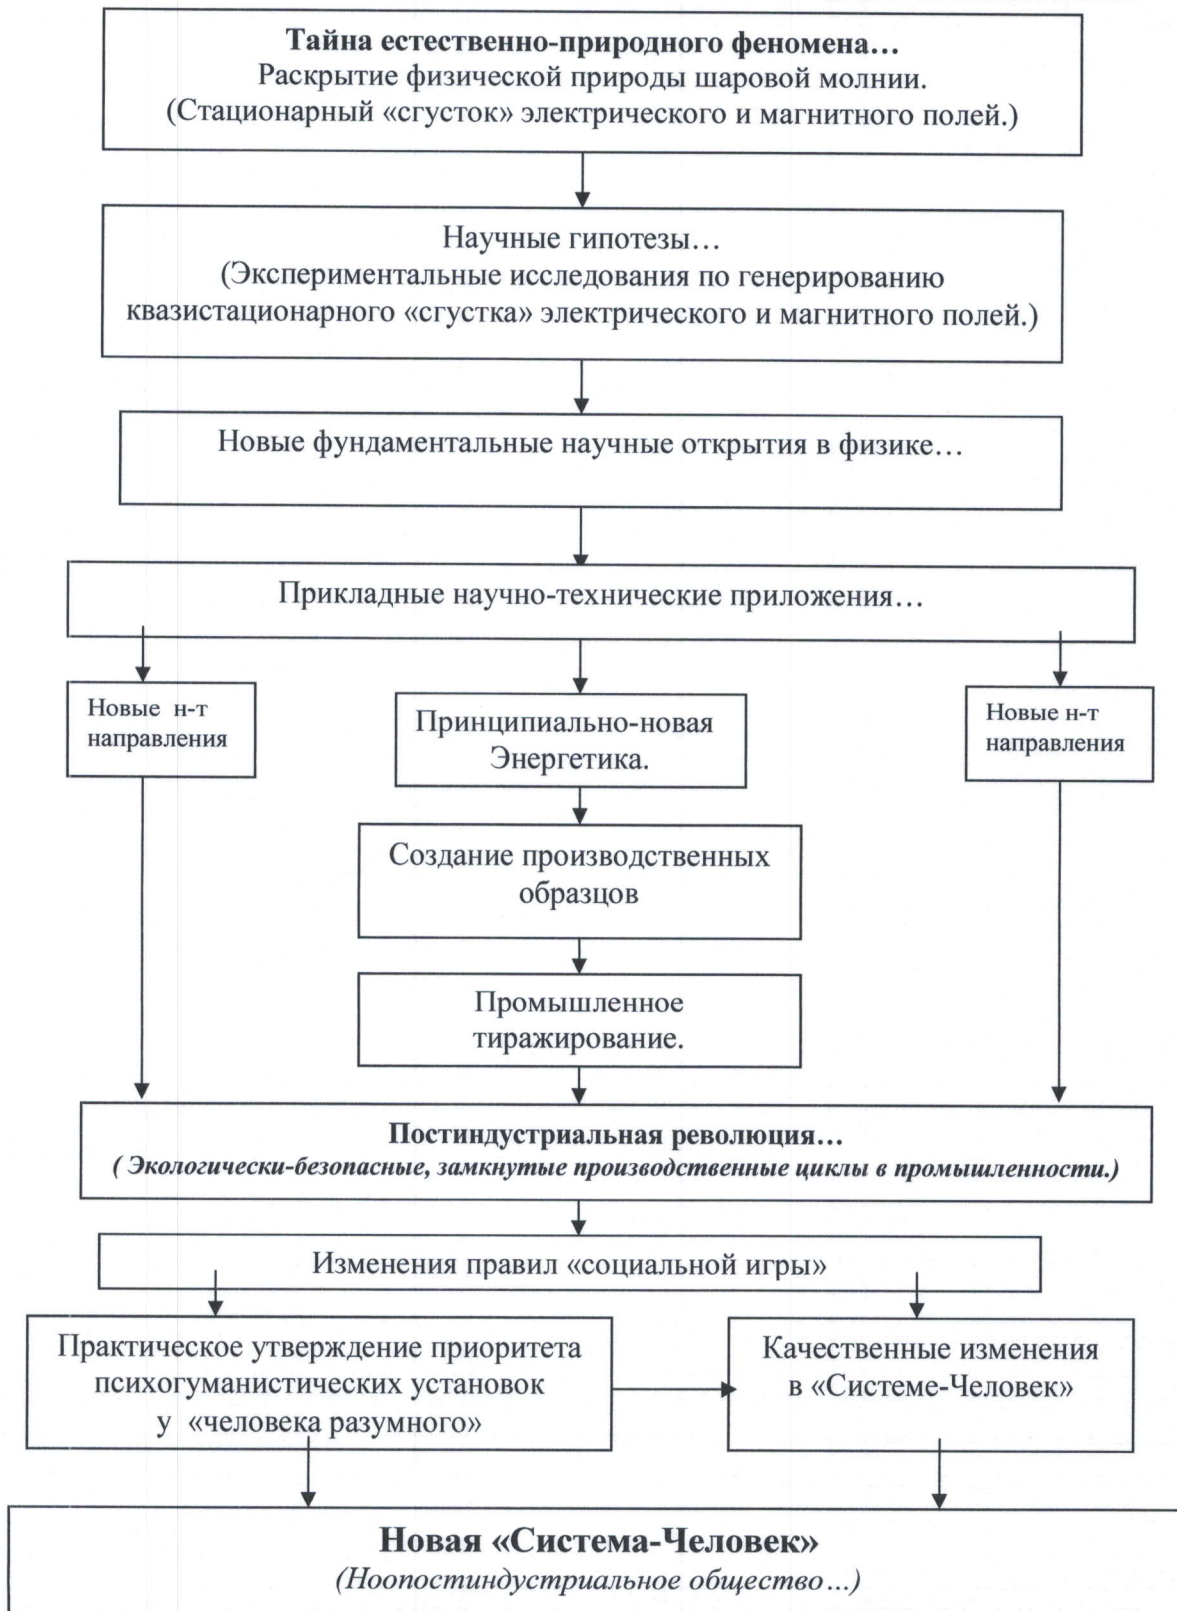 Тайна естественно-природного феномена…
Раскрытие физической природы шаровой молнии.
(Стационарный «сгусток» электрического и магнитного полей.)
Научные гипотезы…
(Экспериментальные исследования по генерированию
квазистационарного «сгустка» электрического и магнитного полей.)
Новые фундаментальные научные открытия в физике…
Прикладные научно-технические приложения…
Новые н-т
направления
Принципиально-новая
Энергетика.
Новые н-т
направления
Создание производственных
образцов
Промышленное
тиражирование.
Постиндустриальная революция…
( Экологически-безопасные, замкнутые производственные циклы в промышленности.)
Изменения правил «социальной игры»
Практическое утверждение приоритета
психогуманистических установок
у «человека разумного»
Качественные изменения
в «Системе-Человек»
Новая «Система-Человек»
(Ноопостиндустриальное общество…)